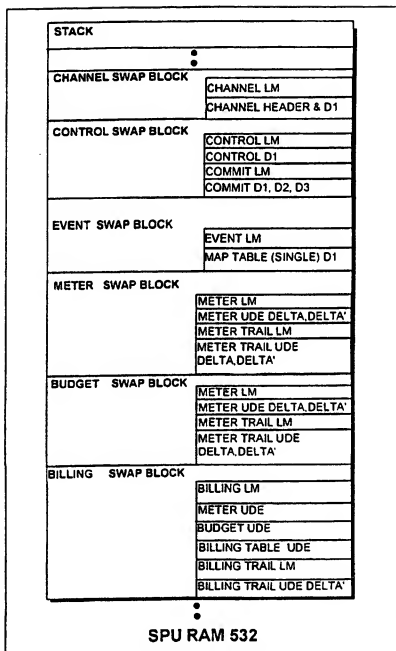 STACK
CHANNEL SWAP BLOCK
CHANNEL LM
CHANNEL HEADER & D1
CONTROL SWAP BLOCK
CONTROL LM
CONTROL D1
COMMIT LM
COMMIT D1, D2, D3
EVENT SWAP BLOCK
EVENT LM
MAP TABLE (SINGLE) D1
METER SWAP BLOCK
METER LM
METER UDE DELTA,DELTA'
METER TRAIL LM
METER TRAIL UDE
DELTA,DELTA'
BUDGET SWAP BLOCK
METER LM
METER UDE DELTA,DELTA'
METER TRAIL LM
METER TRAIL UDE
DELTA,DELTA'
BILLING SWAP BLOCK
BILLING LM
METER UDE
BUDGET UDE
BILLING TABLE UDE
BILLING TRAIL LM
BILLING TRAIL UDE DELTA'
SPU RAM 532